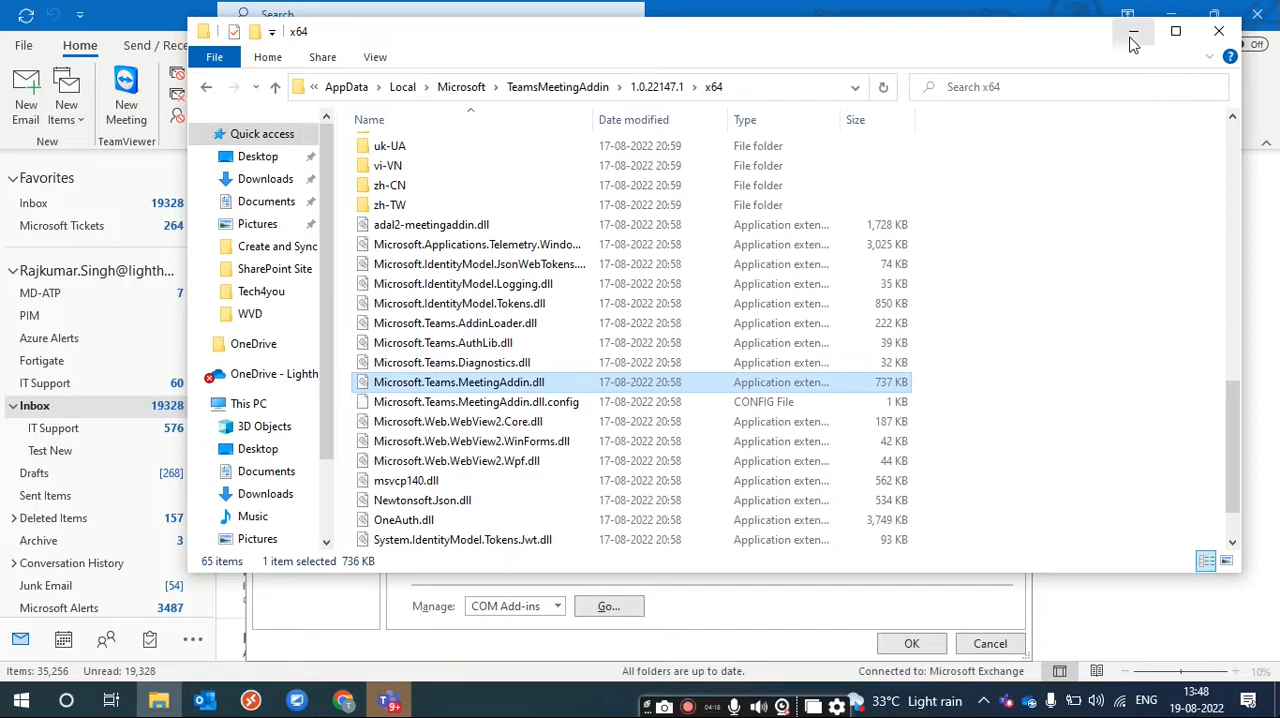 Search
x64
File
Home
Send / Rece
Off
File
Home
Share
View
New
Email
New
Items
New
Meeting
New
TeamViewer
« AppData > Local > Microsoft > TeamsMeetingAddin > 1.0.22147.1 > x64
Search x64
Name
Date modified
Type
Size
Quick access
Desktop
Downloads
Documents
Pictures
Create and Sync
SharePoint Site
Tech4you
WVD
OneDrive
OneDrive - Lighth
This PC
3D Objects
Desktop
Documents
Downloads
Music
Pictures
uk-UA 17-08-2022 20:59 File folder
vi-VN 17-08-2022 20:59 File folder
zh-CN 17-08-2022 20:59 File folder
zh-TW 17-08-2022 20:59 File folder
adal2-meetingaddin.dll 17-08-2022 20:58 Application exten... 1,728 KB
Microsoft.Applications.Telemetry.Windo... 17-08-2022 20:58 Application exten... 3,025 KB
Microsoft.IdentityModel.JsonWebTokens.... 17-08-2022 20:58 Application exten... 74 KB
Microsoft.IdentityModel.Logging.dll 17-08-2022 20:58 Application exten... 35 KB
Microsoft.IdentityModel.Tokens.dll 17-08-2022 20:58 Application exten... 850 KB
Microsoft.Teams.AddinLoader.dll 17-08-2022 20:58 Application exten... 222 KB
Microsoft.Teams.AuthLib.dll 17-08-2022 20:58 Application exten... 39 KB
Microsoft.Teams.Diagnostics.dll 17-08-2022 20:58 Application exten... 32 KB
Microsoft.Teams.MeetingAddin.dll 17-08-2022 20:58 Application exten... 737 KB
Microsoft.Teams.MeetingAddin.dll.config 17-08-2022 20:58 CONFIG File 1 KB
Microsoft.Web.WebView2.Core.dll 17-08-2022 20:58 Application exten... 187 KB
Microsoft.Web.WebView2.WinForms.dll 17-08-2022 20:58 Application exten... 42 KB
Microsoft.Web.WebView2.Wpf.dll 17-08-2022 20:58 Application exten... 44 KB
msvcp140.dll 17-08-2022 20:58 Application exten... 562 KB
Newtonsoft.Json.dll 17-08-2022 20:58 Application exten... 534 KB
OneAuth.dll 17-08-2022 20:58 Application exten... 3,749 KB
System.IdentityModel.Tokens.Jwt.dll 17-08-2022 20:58 Application exten... 93 KB
65 items 1 item selected 736 KB
Favorites
Inbox 19328
Microsoft Tickets 264
Rajkumar.Singh@lighth...
MD-ATP 7
PIM
Azure Alerts
Fortigate
IT Support 60
Inbox 19328
IT Support 576
Test New
Drafts [268]
Sent Items
Deleted Items 157
Archive 3
Conversation History
Junk Email [54]
Microsoft Alerts 3487
Manage: COM Add-ins Go...
OK Cancel
Items: 35,256 Unread: 19,328
All folders are up to date.
Connected to: Microsoft Exchange
10%
9+
04:18
33°C Light rain
ENG
13:48
19-08-2022